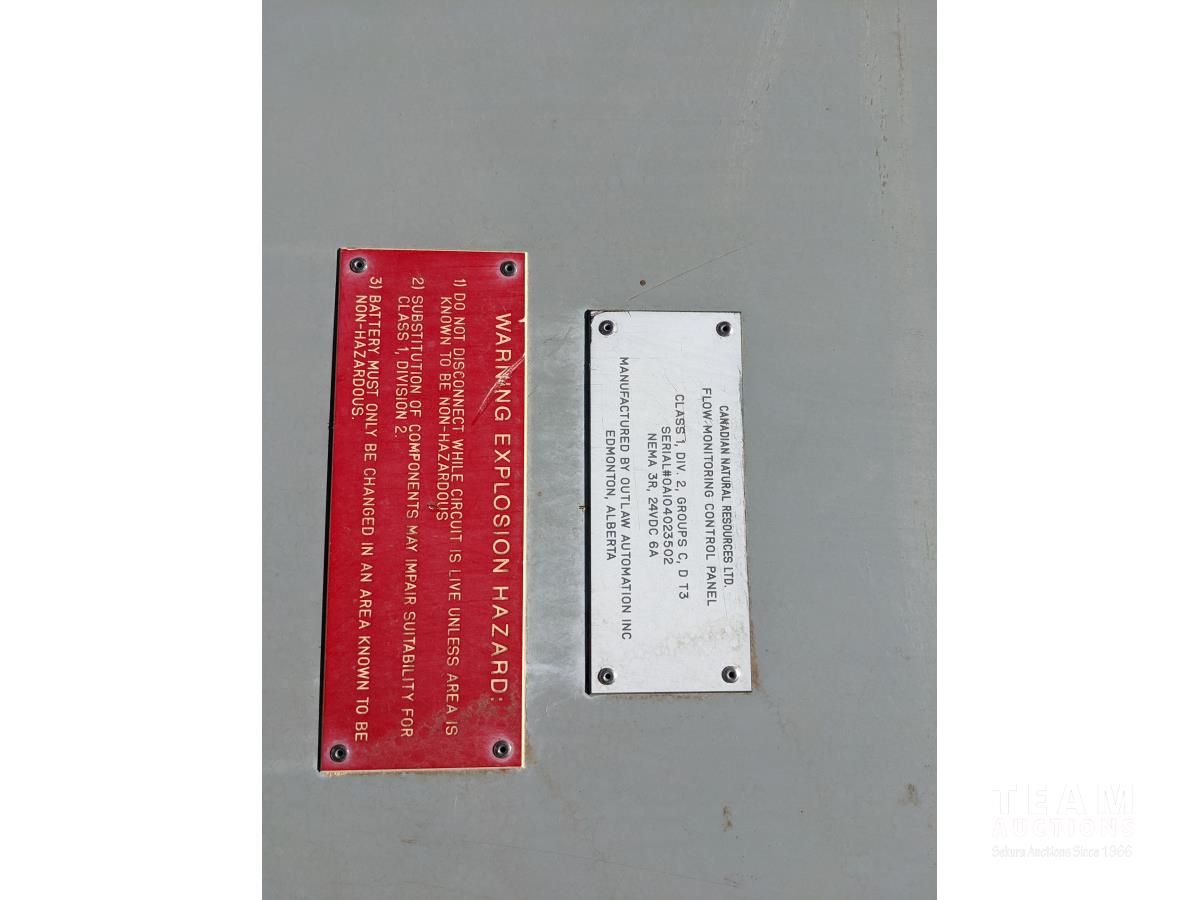 CANADIAN NATURAL RESOURCES LTD.
FLOW MONITORING CONTROL PANEL
CLASS 1, DIV. 2, GROUPS C, D T3
SERIAL#0AI04023502
NEMA 3R, 24VDC 6A
MANUFACTURED BY OUTLAW AUTOMATION INC
EDMONTON, ALBERTA
WARNING EXPLOSION HAZARD:
1) DO NOT DISCONNECT WHILE CIRCUIT IS LIVE UNLESS AREA IS
KNOWN TO BE NON-HAZARDOUS
2) SUBSTITUTION OF COMPONENTS MAY IMPAIR SUITABILITY FOR
CLASS 1, DIVISION 2.
3) BATTERY MUST ONLY BE CHANGED IN AN AREA KNOWN TO BE
NON-HAZARDOUS.
TEAM
AUCTIONS
Sekura Auctions Since 1966